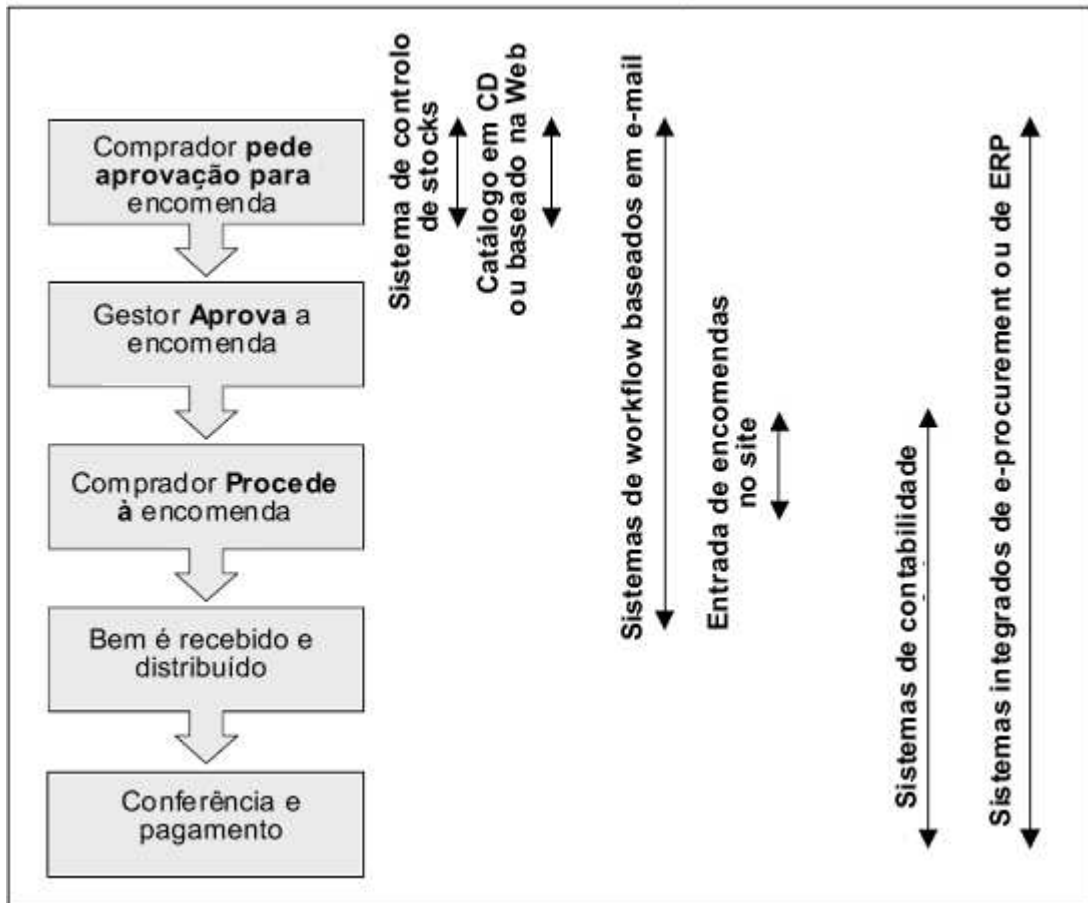 Comprador pede
aprovação para
encomenda
Gestor Aprova a
encomenda
Comprador Procede
à encomenda
Bem é recebido e
distribuído
Conferência e
pagamento
Sistema de controlo
de stocks
Catálogo em CD
ou baseado na Web
Sistemas de workflow baseados em e-mail
Entrada de encomendas
no site
Sistemas de contabilidade
Sistemas integrados de e-procurement ou de ERP